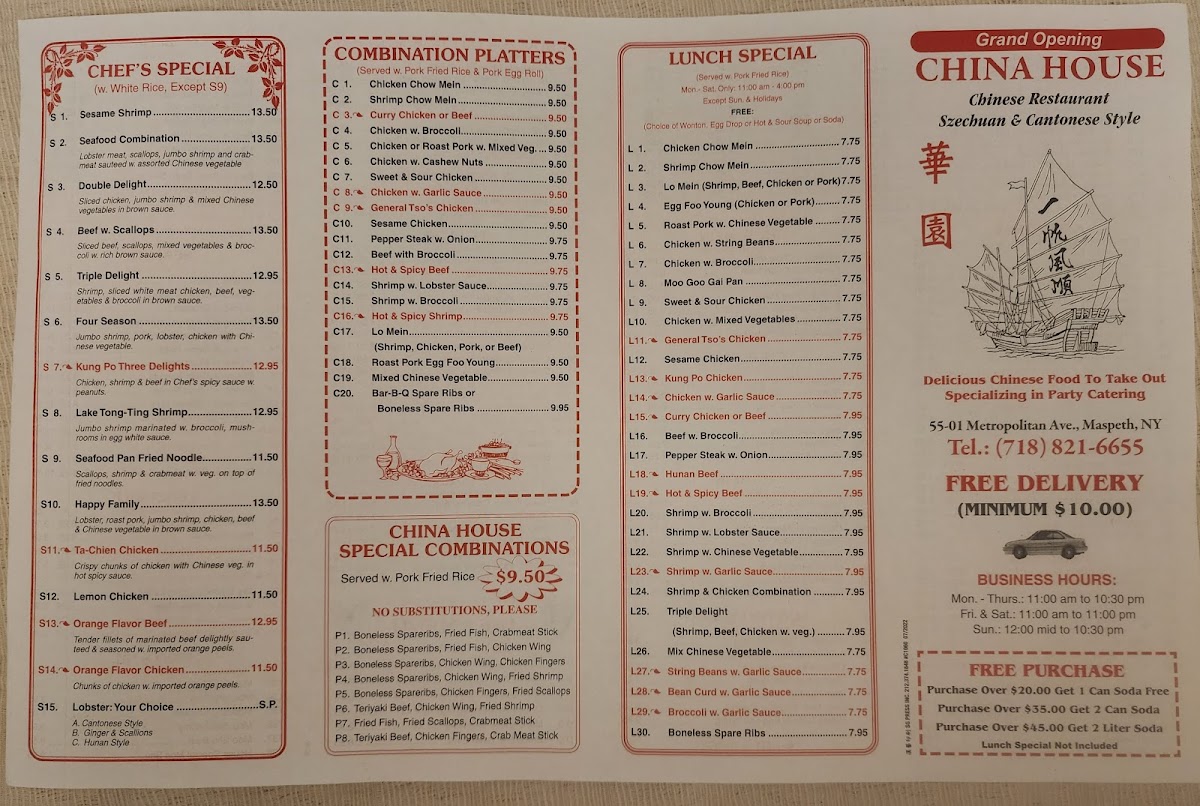 CHEF'S SPECIAL
(w. White Rice, Except S9)
S 1. Sesame Shrimp 13.50
S 2. Seafood Combination 13.50
Lobster meat, scallops, jumbo shrimp and crab-
meat sauteed w. assorted Chinese vegetable
S 3. Double Delight 12.50
Sliced chicken, jumbo shrimp & mixed Chinese
vegetables in brown sauce.
S 4. Beef w. Scallops 13.50
Sliced beef, scallops, mixed vegetables & broc-
coli w. rich brown sauce.
S 5. Triple Delight 12.95
Shrimp, sliced white meat chicken, beef, veg-
etables & broccoli in brown sauce.
S 6. Four Season 13.50
Jumbo shrimp, pork, lobster, chicken with Chi-
nese vegetable.
S 7. Kung Po Three Delights 12.95
Chicken, shrimp & beef in Chef's spicy sauce w.
peanuts.
S 8. Lake Tong-Ting Shrimp 12.95
Jumbo shrimp marinated w. broccoli, mush-
rooms in egg white sauce.
S 9. Seafood Pan Fried Noodle 11.50
Scallops, shrimp & crabmeat w. veg. on top of
fried noodles.
S10. Happy Family 13.50
Lobster, roast pork, jumbo shrimp, chicken, beef
& Chinese vegetable in brown sauce.
S11. Ta-Chien Chicken 11.50
Crispy chunks of chicken with Chinese veg. in
hot spicy sauce.
S12. Lemon Chicken 11.50
S13. Orange Flavor Beef 12.95
Tender fillets of marinated beef delightly sau-
teed & seasoned w. imported orange peels.
S14. Orange Flavor Chicken 11.50
Chunks of chicken w. imported orange peels.
S15. Lobster: Your Choice S.P.
A. Cantonese Style
B. Ginger & Scallions
C. Hunan Style
COMBINATION PLATTERS
(Served w. Pork Fried Rice & Pork Egg Roll)
C 1. Chicken Chow Mein 9.50
C 2. Shrimp Chow Mein 9.50
C 3. Curry Chicken or Beef 9.50
C 4. Chicken w. Broccoli 9.50
C 5. Chicken or Roast Pork w. Mixed Veg. 9.50
C 6. Chicken w. Cashew Nuts 9.50
C 7. Sweet & Sour Chicken 9.50
C 8. Chicken w. Garlic Sauce 9.50
C 9. General Tso's Chicken 9.50
C10. Sesame Chicken 9.50
C11. Pepper Steak w. Onion 9.75
C12. Beef with Broccoli 9.75
C13. Hot & Spicy Beef 9.75
C14. Shrimp w. Lobster Sauce 9.75
C15. Shrimp w. Broccoli 9.75
C16. Hot & Spicy Shrimp 9.75
C17. Lo Mein 9.50
(Shrimp, Chicken, Pork, or Beef)
C18. Roast Pork Egg Foo Young 9.50
C19. Mixed Chinese Vegetable 9.50
C20. Bar-B-Q Spare Ribs or
Boneless Spare Ribs 9.95
CHINA HOUSE
SPECIAL COMBINATIONS
Served w. Pork Fried Rice $9.50
NO SUBSTITUTIONS, PLEASE
P1. Boneless Spareribs, Fried Fish, Crabmeat Stick
P2. Boneless Spareribs, Fried Fish, Chicken Wing
P3. Boneless Spareribs, Chicken Wing, Chicken Fingers
P4. Boneless Spareribs, Chicken Wing, Fried Shrimp
P5. Boneless Spareribs, Chicken Fingers, Fried Scallops
P6. Teriyaki Beef, Chicken Wing, Fried Shrimp
P7. Fried Fish, Fried Scallops, Crabmeat Stick
P8. Teriyaki Beef, Chicken Fingers, Crab Meat Stick
LUNCH SPECIAL
(Served w. Pork Fried Rice)
Mon.- Sat. Only: 11:00 am - 4:00 pm
Except Sun. & Holidays
FREE:
(Choice of Wonton, Egg Drop or Hot & Sour Soup or Soda)
L 1. Chicken Chow Mein 7.75
L 2. Shrimp Chow Mein 7.75
L 3. Lo Mein (Shrimp, Beef, Chicken or Pork) 7.75
L 4. Egg Foo Young (Chicken or Pork) 7.75
L 5. Roast Pork w. Chinese Vegetable 7.75
L 6. Chicken w. String Beans 7.75
L 7. Chicken w. Broccoli 7.75
L 8. Moo Goo Gai Pan 7.75
L 9. Sweet & Sour Chicken 7.75
L10. Chicken w. Mixed Vegetables 7.75
L11. General Tso's Chicken 7.75
L12. Sesame Chicken 7.75
L13. Kung Po Chicken 7.75
L14. Chicken w. Garlic Sauce 7.75
L15. Curry Chicken or Beef 7.95
L16. Beef w. Broccoli 7.95
L17. Pepper Steak w. Onion 7.95
L18. Hunan Beef 7.95
L19. Hot & Spicy Beef 7.95
L20. Shrimp w. Broccoli 7.95
L21. Shrimp w. Lobster Sauce 7.95
L22. Shrimp w. Chinese Vegetable 7.95
L23. Shrimp w. Garlic Sauce 7.95
L24. Shrimp & Chicken Combination 7.95
L25. Triple Delight
(Shrimp, Beef, Chicken w. veg.) 7.95
L26. Mix Chinese Vegetable 7.75
L27. String Beans w. Garlic Sauce 7.75
L28. Bean Curd w. Garlic Sauce 7.75
L29. Broccoli w. Garlic Sauce 7.75
L30. Boneless Spare Ribs 7.95
Grand Opening
CHINA HOUSE
Chinese Restaurant
Szechuan & Cantonese Style
華
園
一
帆
風
順
Delicious Chinese Food To Take Out
Specializing in Party Catering
55-01 Metropolitan Ave., Maspeth, NY
Tel.: (718) 821-6655
FREE DELIVERY
(MINIMUM $10.00)
BUSINESS HOURS:
Mon. - Thurs.: 11:00 am to 10:30 pm
Fri. & Sat.: 11:00 am to 11:00 pm
Sun.: 12:00 mid to 10:30 pm
FREE PURCHASE
Purchase Over $20.00 Get 1 Can Soda Free
Purchase Over $35.00 Get 2 Can Soda
Purchase Over $45.00 Get 2 Liter Soda
Lunch Special Not Included